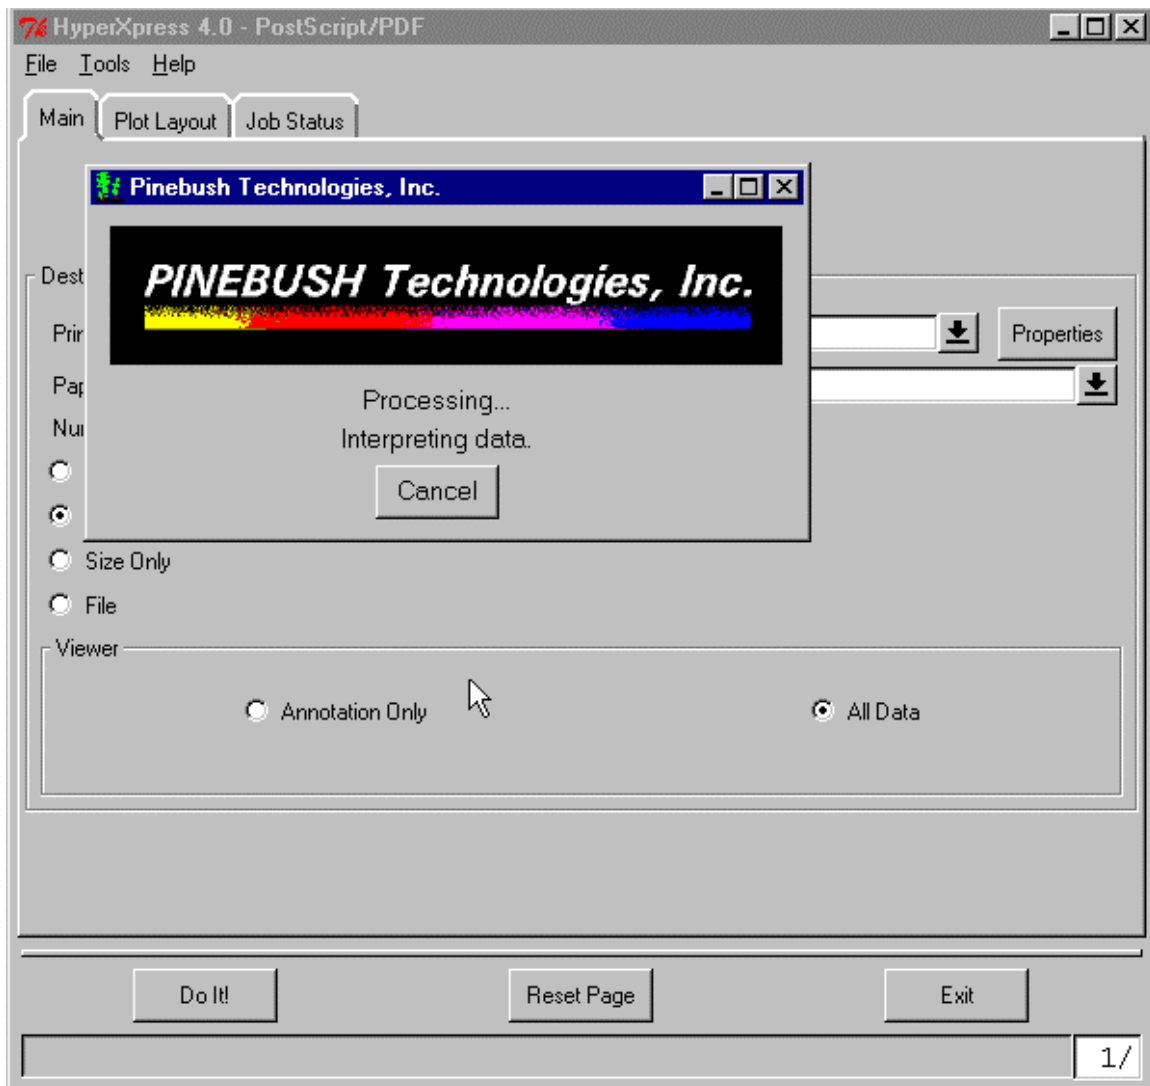 HyperXpress 4.0 - PostScript/PDF
File Tools Help
Main Plot Layout Job Status
Pinebush Technologies, Inc.
PINEBUSH Technologies, Inc.
Dest
Prin
Properties
Pap
Processing...
Num
Interpreting data.
Cancel
Size Only
File
Viewer
Annotation Only All Data
Do It! Reset Page Exit
1/